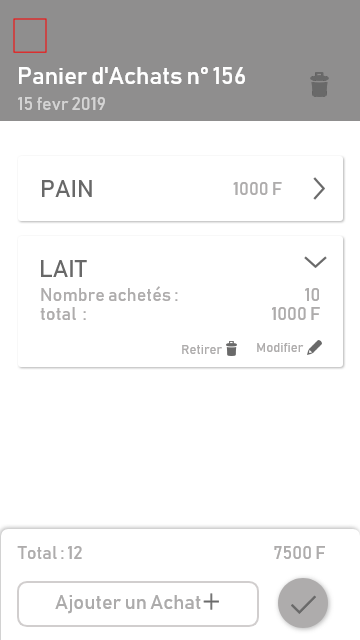 Panier d'Achats n° 156
15 fevr 2019
PAIN 1000 F
LAIT
Nombre achetés : 10
total : 1000 F
Retirer Modifier
Total : 12 7500 F
Ajouter un Achat+